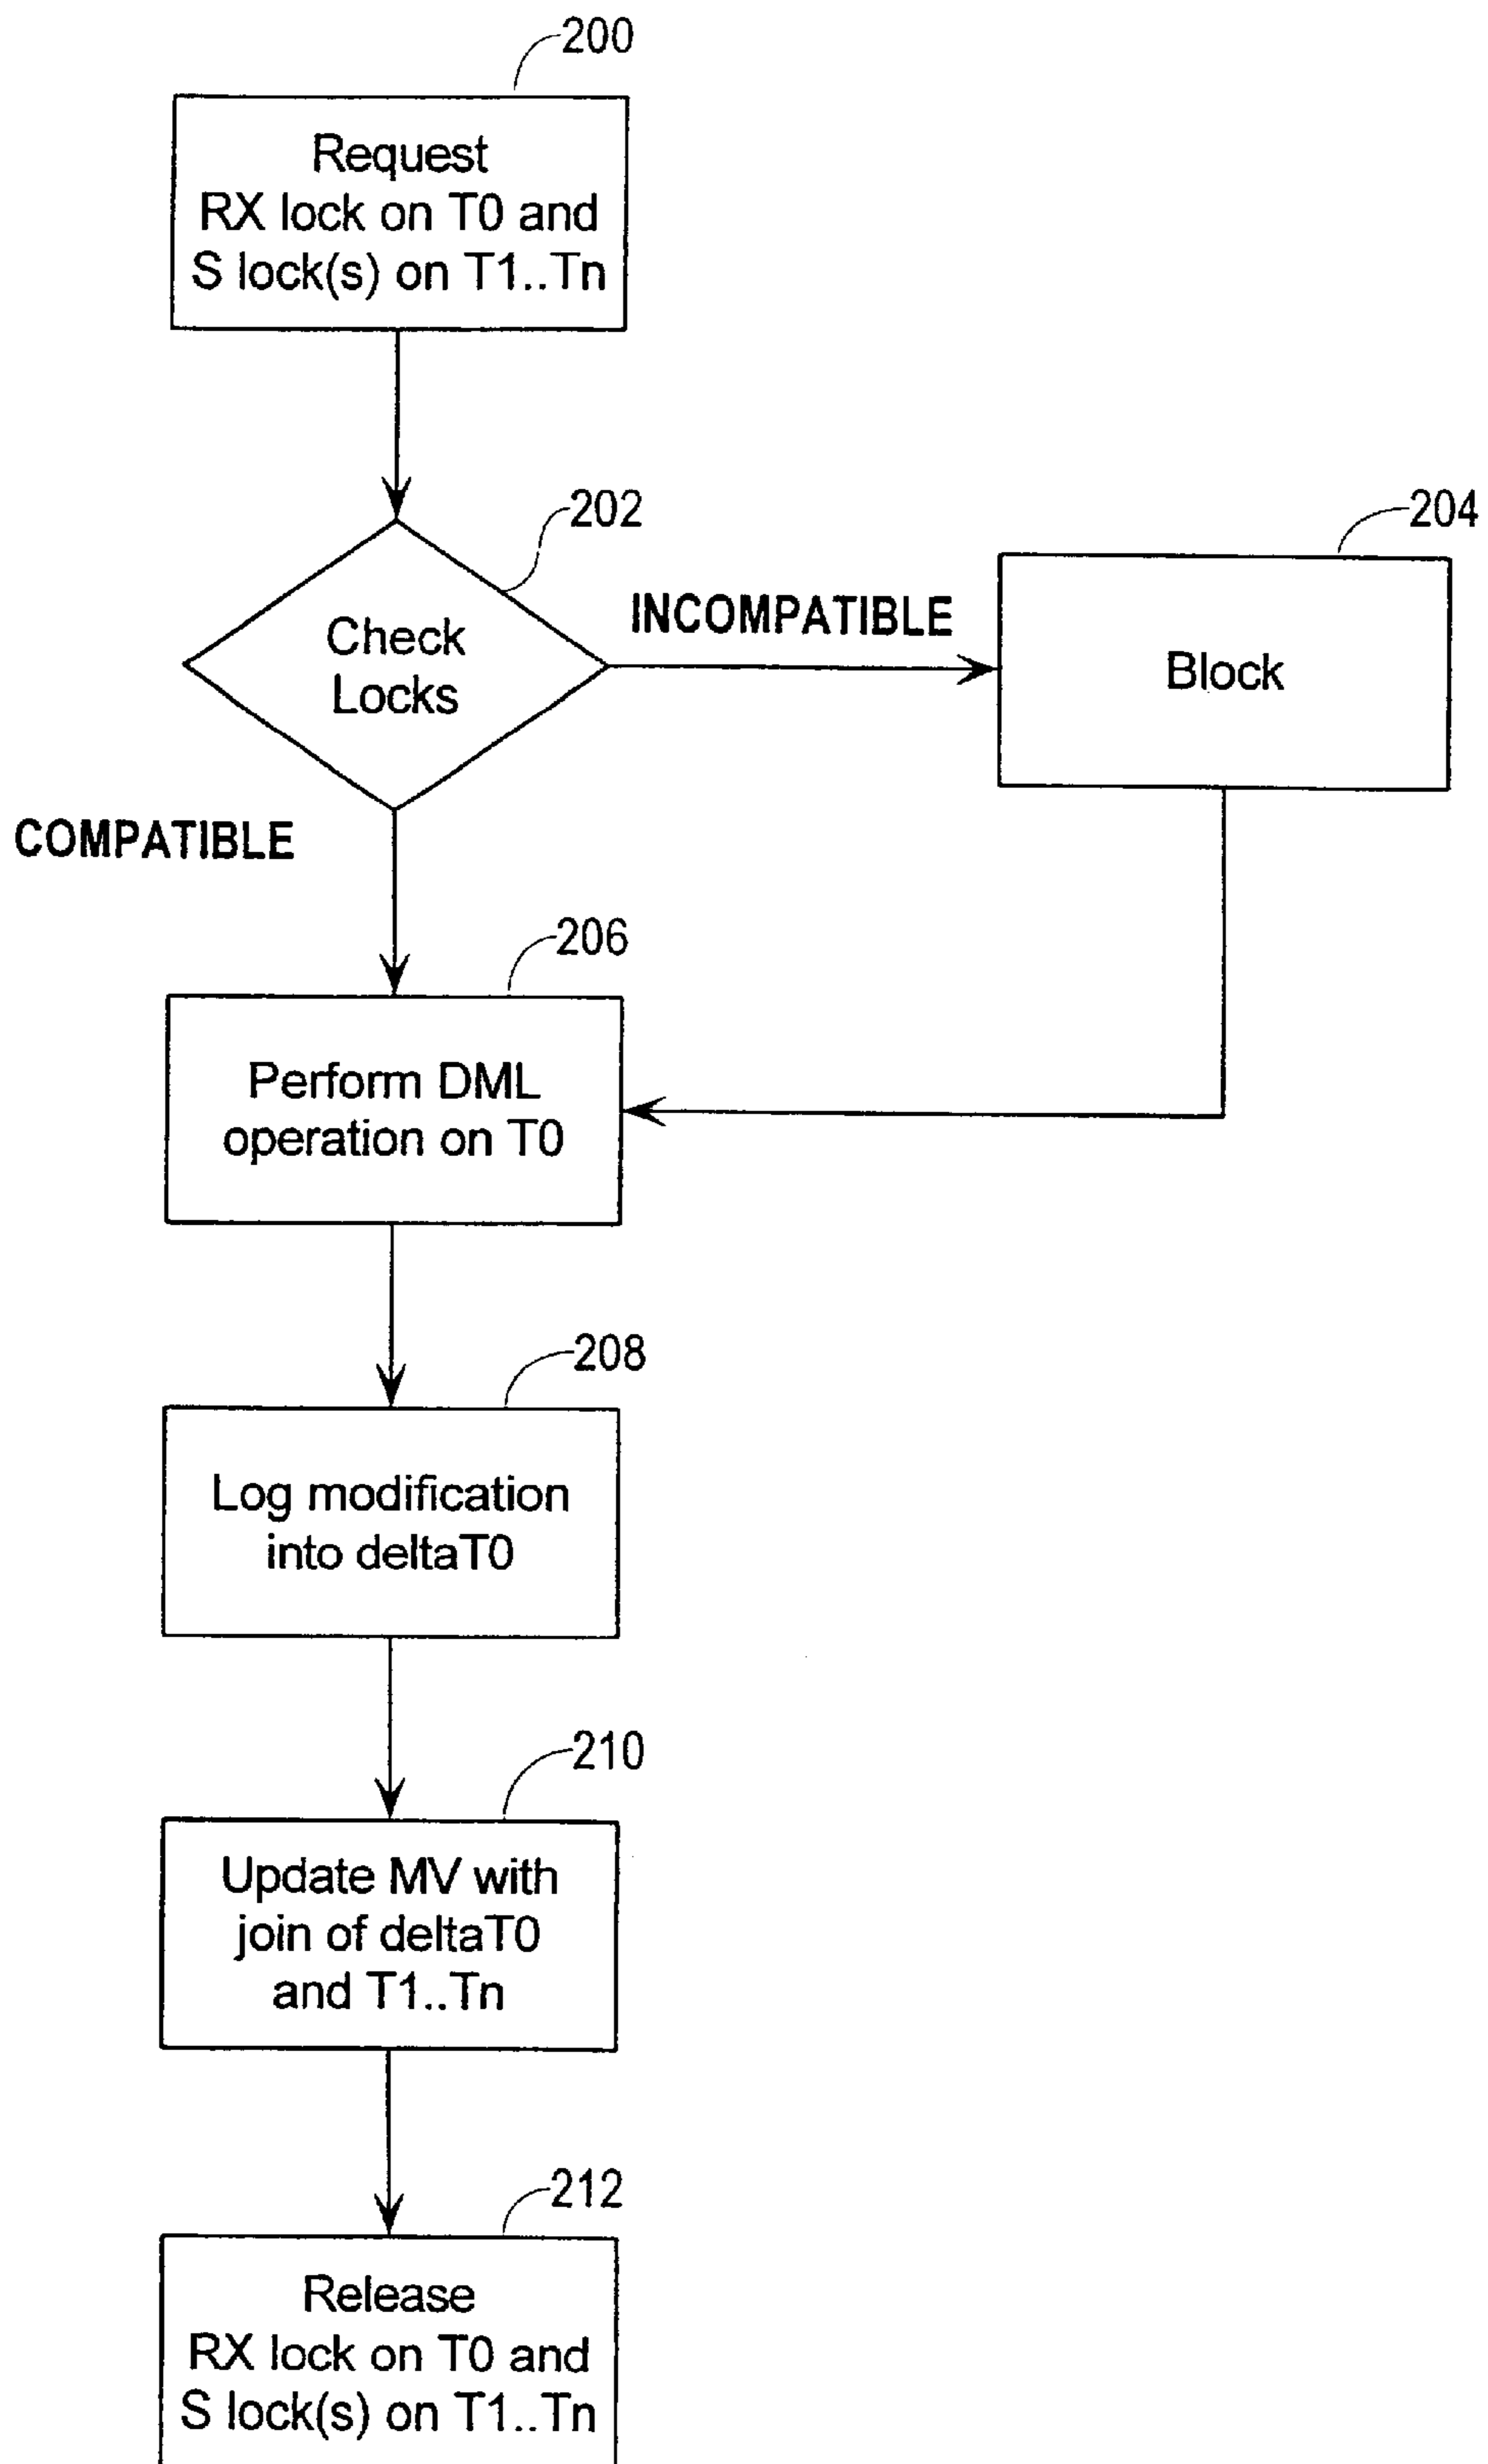 200
Request
RX lock on T0 and
S lock(s) on T1..Tn
202
Check
Locks
INCOMPATIBLE
204
Block
COMPATIBLE
206
Perform DML
operation on T0
208
Log modification
into deltaT0
210
Update MV with
join of deltaT0
and T1..Tn
212
Release
RX lock on T0 and
S lock(s) on T1..Tn